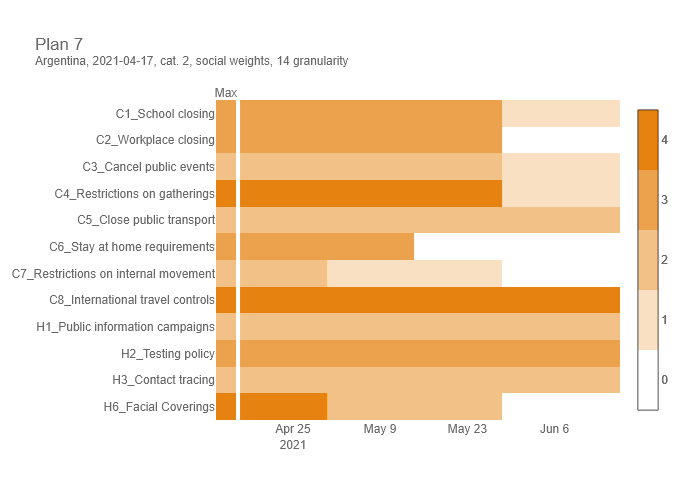 Plan 7
Argentina, 2021-04-17, cat. 2, social weights, 14 granularity
Max
C1_School closing
C2_Workplace closing
C3_Cancel public events
C4_Restrictions on gatherings
C5_Close public transport
C6_Stay at home requirements
C7_Restrictions on internal movement
C8_International travel controls
H1_Public information campaigns
H2_Testing policy
H3_Contact tracing
H6_Facial Coverings
4
3
2
1
0
Apr 25 May 9 May 23 Jun 6
2021